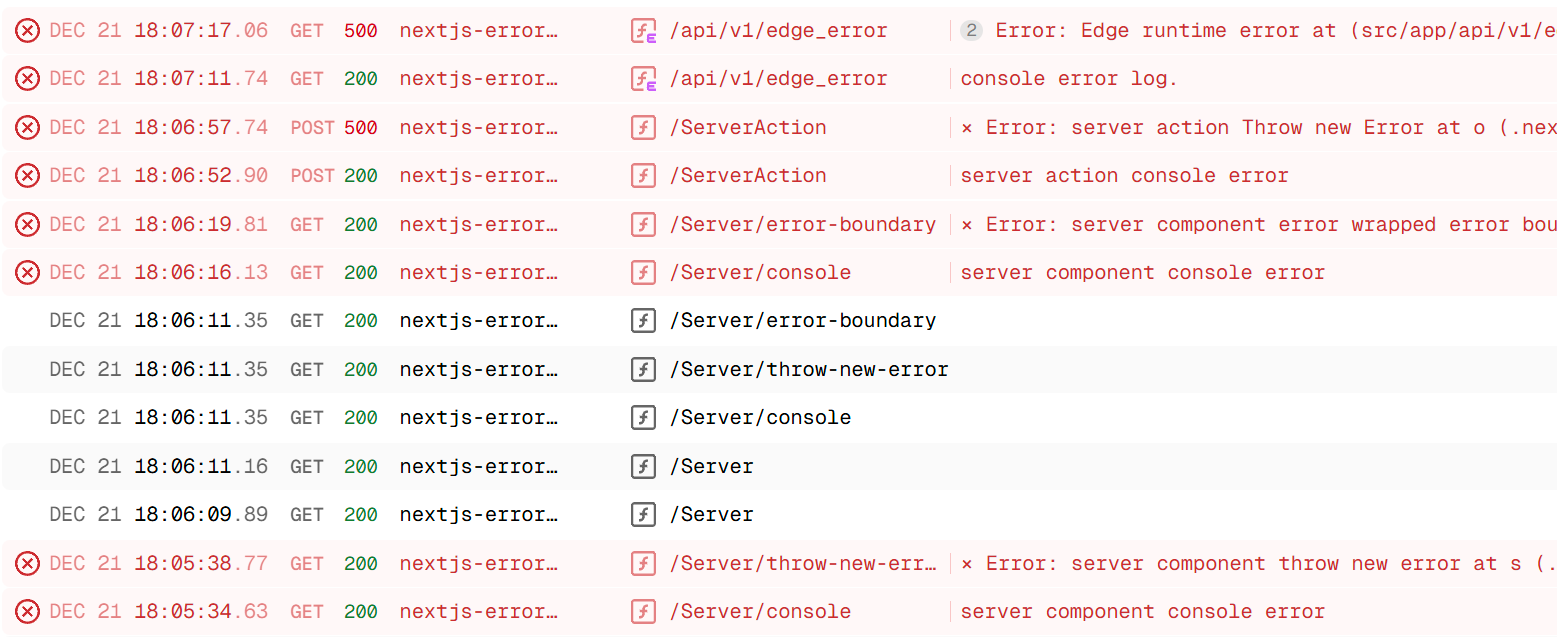 DEC 21 18:07:17.06 GET 500 nextjs-error… /api/v1/edge_error 2 Error: Edge runtime error at (src/app/api/v1/e
DEC 21 18:07:11.74 GET 200 nextjs-error… /api/v1/edge_error console error log.
DEC 21 18:06:57.74 POST 500 nextjs-error… /ServerAction × Error: server action Throw new Error at o (.nex
DEC 21 18:06:52.90 POST 200 nextjs-error… /ServerAction server action console error
DEC 21 18:06:19.81 GET 200 nextjs-error… /Server/error-boundary × Error: server component error wrapped error bou
DEC 21 18:06:16.13 GET 200 nextjs-error… /Server/console server component console error
DEC 21 18:06:11.35 GET 200 nextjs-error… /Server/error-boundary
DEC 21 18:06:11.35 GET 200 nextjs-error… /Server/throw-new-error
DEC 21 18:06:11.35 GET 200 nextjs-error… /Server/console
DEC 21 18:06:11.16 GET 200 nextjs-error… /Server
DEC 21 18:06:09.89 GET 200 nextjs-error… /Server
DEC 21 18:05:38.77 GET 200 nextjs-error… /Server/throw-new-err… × Error: server component throw new error at s (.
DEC 21 18:05:34.63 GET 200 nextjs-error… /Server/console server component console error